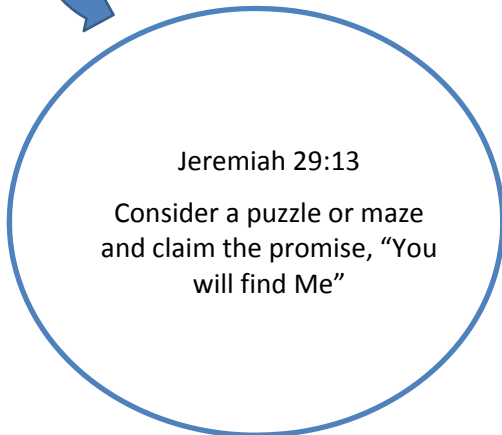 Jeremiah 29:13
Consider a puzzle or maze
and claim the promise, “You
will find Me”